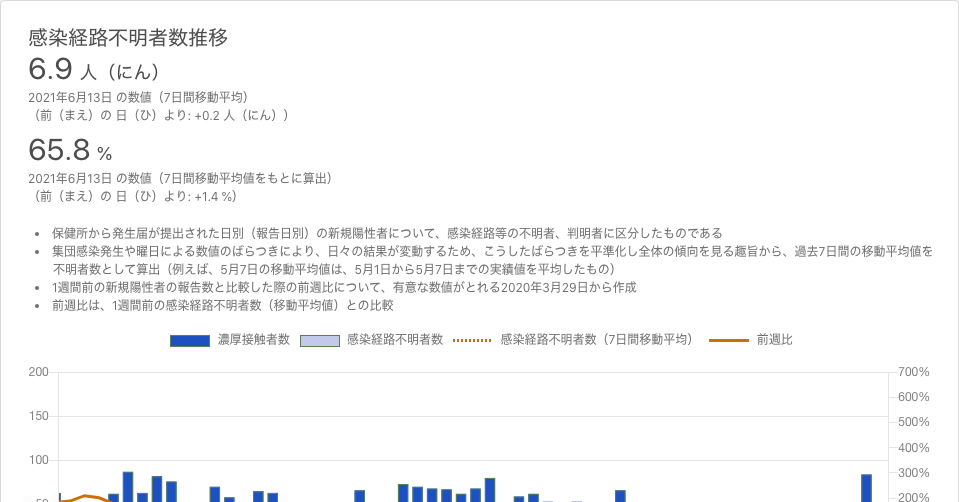 感染経路不明者数推移
6.9 人（にん）
2021年6月13日 の数値（7日間移動平均）
（前（まえ）の 日（ひ）より: +0.2 人（にん））
65.8 %
2021年6月13日 の数値（7日間移動平均値をもとに算出）
（前（まえ）の 日（ひ）より: +1.4 %）
• 保健所から発生届が提出された日別（報告日別）の新規陽性者について、感染経路等の不明者、判明者に区分したものである
• 集団感染発生や曜日による数値のばらつきにより、日々の結果が変動するため、こうしたばらつきを平準化し全体の傾向を見る趣旨から、過去7日間の移動平均値を
不明者数として算出（例えば、5月7日の移動平均値は、5月1日から5月7日までの実績値を平均したもの）
• 1週間前の新規陽性者の報告数と比較した際の前週比について、有意な数値がとれる2020年3月29日から作成
• 前週比は、1週間前の感染経路不明者数（移動平均値）との比較
濃厚接触者数 感染経路不明者数 感染経路不明者数（7日間移動平均） 前週比
200 700%
600%
150 500%
400%
100 300%
50 200%